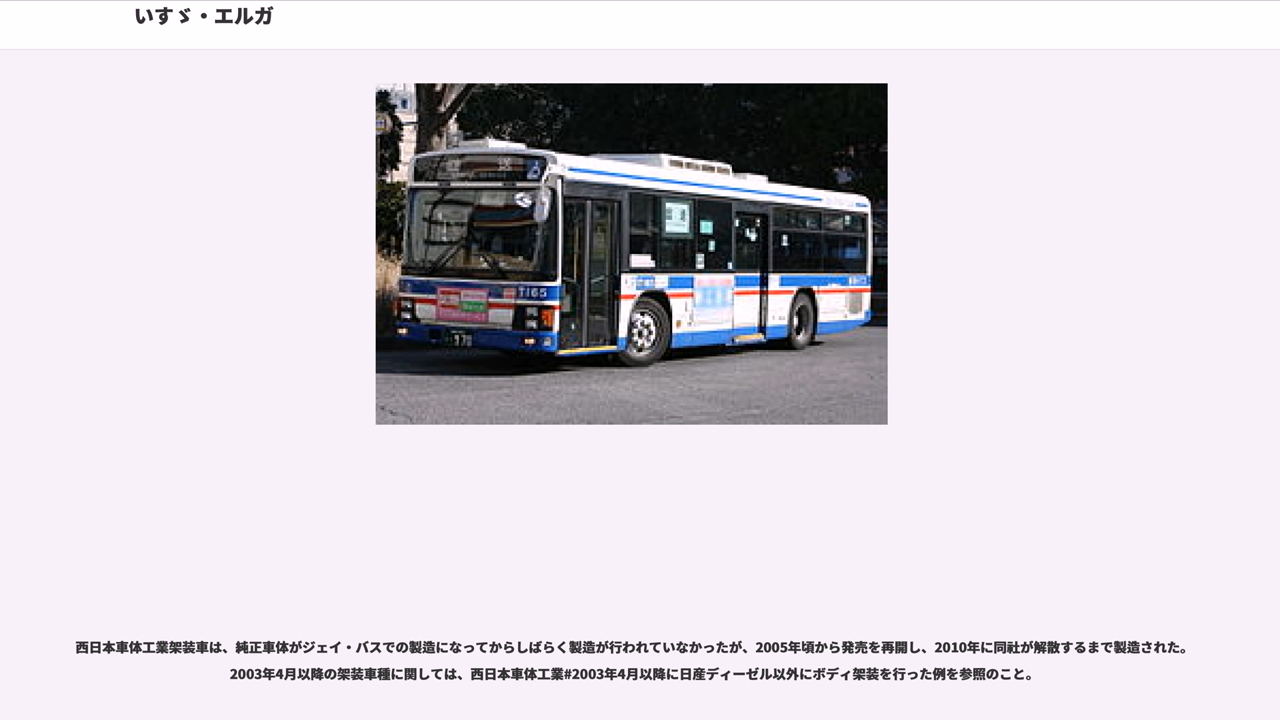 いすゞ・エルガ
T165
西日本車体工業架装車は、純正車体がジェイ・バスでの製造になってからしばらく製造が行われていなかったが、2005年頃から発売を再開し、2010年に同社が解散するまで製造された。
2003年4月以降の架装車種に関しては、西日本車体工業#2003年4月以降に日産ディーゼル以外にボディ架装を行った例を参照のこと。